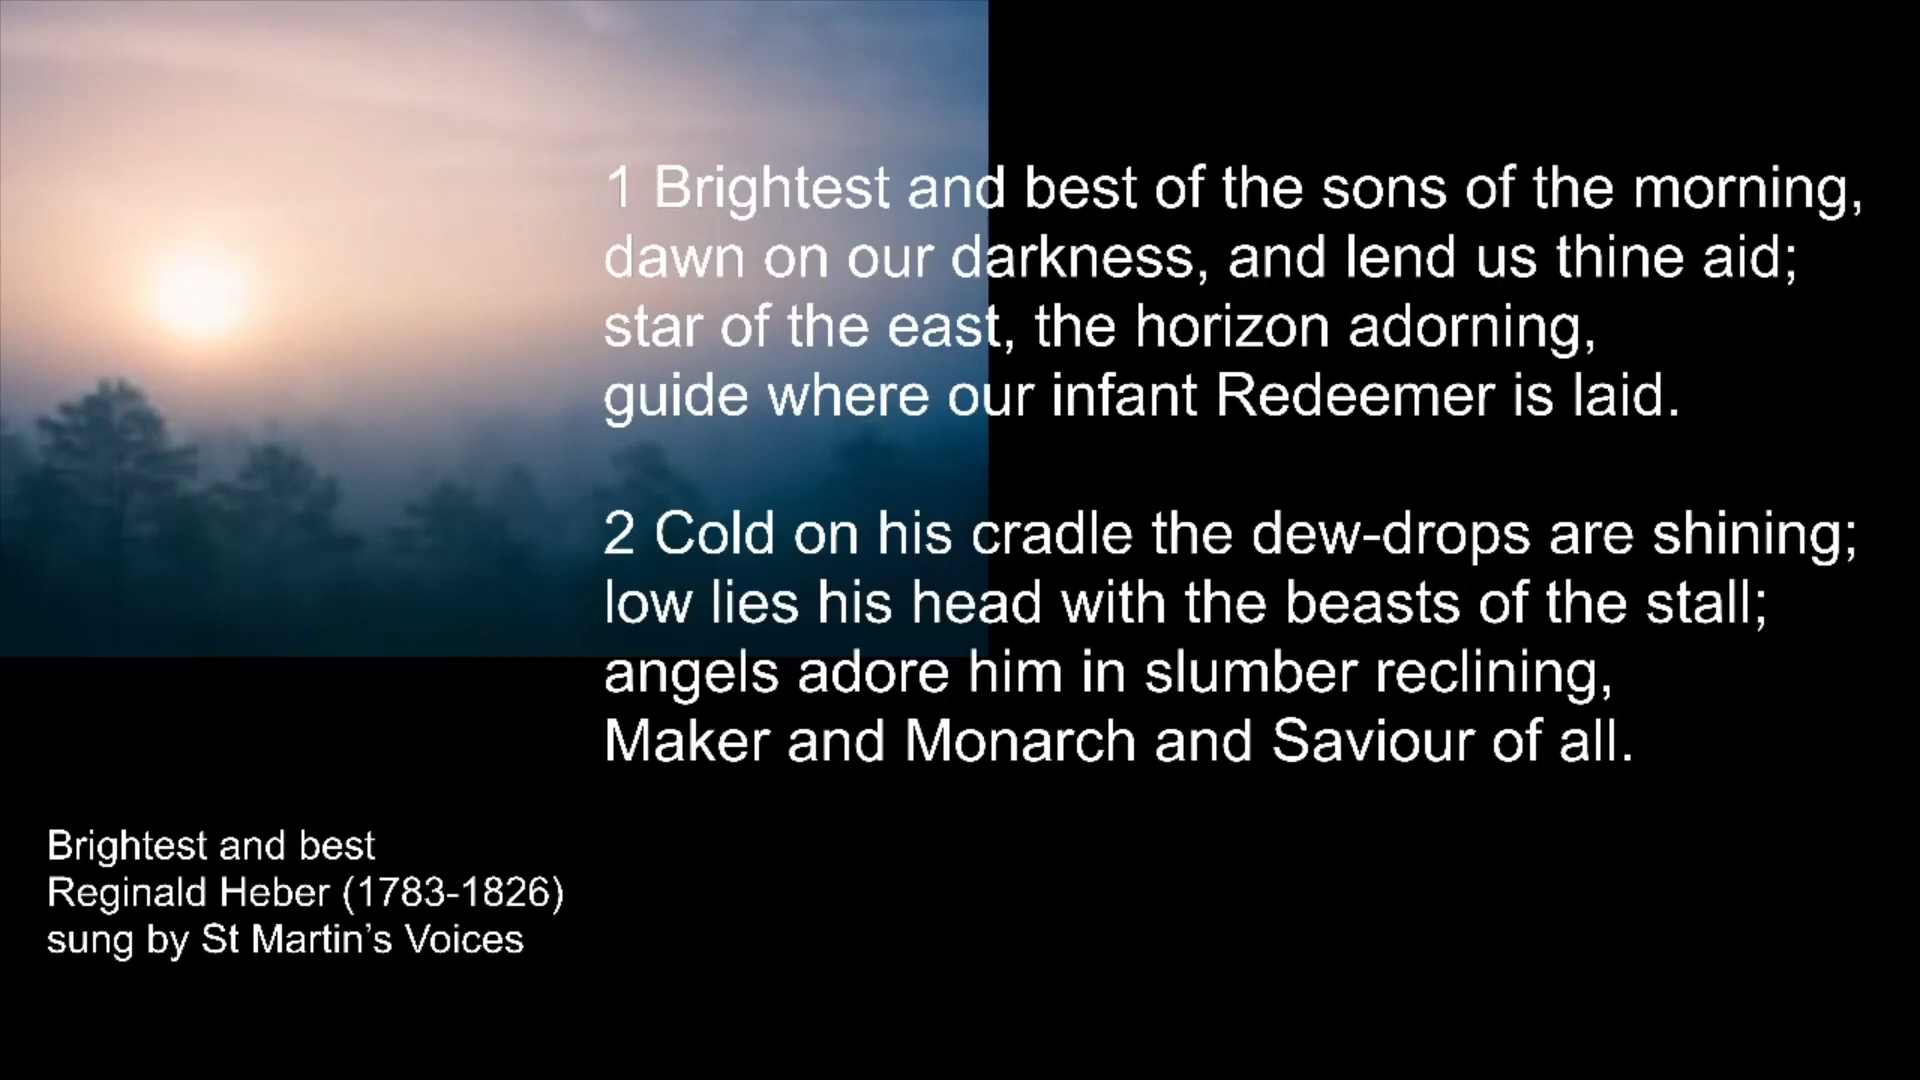 1 Brightest and best of the sons of the morning,
dawn on our darkness, and lend us thine aid;
star of the east, the horizon adorning,
guide where our infant Redeemer is laid.
2 Cold on his cradle the dew-drops are shining;
low lies his head with the beasts of the stall;
angels adore him in slumber reclining,
Maker and Monarch and Saviour of all.
Brightest and best
Reginald Heber (1783-1826)
sung by St Martin’s Voices